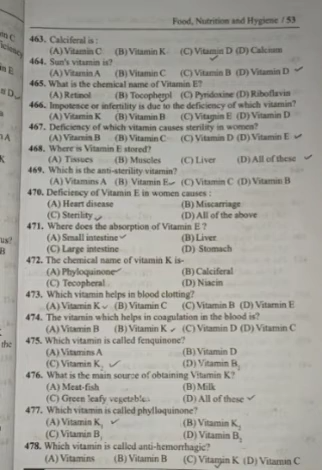 Food, Nutrition and Hygiene / 53
463. Calciferol is :
(A) Vitamin C (B) Vitamin K (C) Vitamin D (D) Calcium
464. Sun's vitamin is?
(A) Vitamin A (B) Vitamin C (C) Vitamin B (D) Vitamin D
465. What is the chemical name of Vitamin E?
(A) Retinol (B) Tocopherol (C) Pyridoxine (D) Riboflavin
466. Impotence or infertility is due to the deficiency of which vitamin?
(A) Vitamin K (B) Vitamin B (C) Vitamin E (D) Vitamin D
467. Deficiency of which vitamin causes sterility in women?
(A) Vitamin B (B) Vitamin C (C) Vitamin D (D) Vitamin E
468. Where is Vitamin E stored?
(A) Tissues (B) Muscles (C) Liver (D) All of these
469. Which is the anti-sterility vitamin?
(A) Vitamins A (B) Vitamin E (C) Vitamin C (D) Vitamin B
470. Deficiency of Vitamin E in women causes :
(A) Heart disease (B) Miscarriage
(C) Sterility (D) All of the above
471. Where does the absorption of Vitamin E ?
(A) Small intestine (B) Liver
(C) Large intestine (D) Stomach
472. The chemical name of vitamin K is-
(A) Phyloquinone (B) Calciferal
(C) Tecopheral (D) Niacin
473. Which vitamin helps in blood clotting?
(A) Vitamin K (B) Vitamin C (C) Vitamin B (D) Vitamin E
474. The vitamin which helps in coagulation in the blood is?
(A) Vitamin B (B) Vitamin K (C) Vitamin D (D) Vitamin C
475. Which vitamin is called fenquinone?
(A) Vitamins A (B) Vitamin D
(C) Vitamin K (D) Vitamin B
476. What is the main source of obtaining Vitamin K?
(A) Meat-fish (B) Milk
(C) Green leafy vegetables (D) All of these
477. Which vitamin is called phylloquinone?
(A) Vitamin K₁ (B) Vitamin K₂
(C) Vitamin B₁ (D) Vitamin B₂
478. Which vitamin is called anti-hemorrhagic?
(A) Vitamins (B) Vitamin B (C) Vitamin K (D) Vitamin C